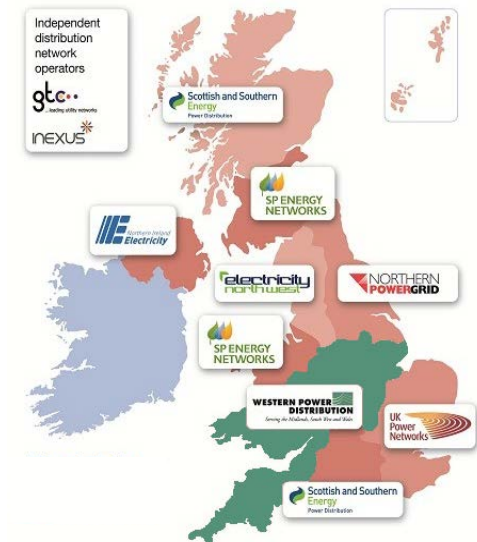 Independent
distribution
network
operators
gtc
...leading utility networks
INEXUS
Scottish and Southern
Energy
Power Distribution
SP ENERGY
NETWORKS
Northern Ireland
Electricity
electricity
north west
NORTHERN
POWERGRID
SP ENERGY
NETWORKS
WESTERN POWER
DISTRIBUTION
Serving the Midlands, South West and Wales
UK
Power
Networks
Scottish and Southern
Energy
Power Distribution